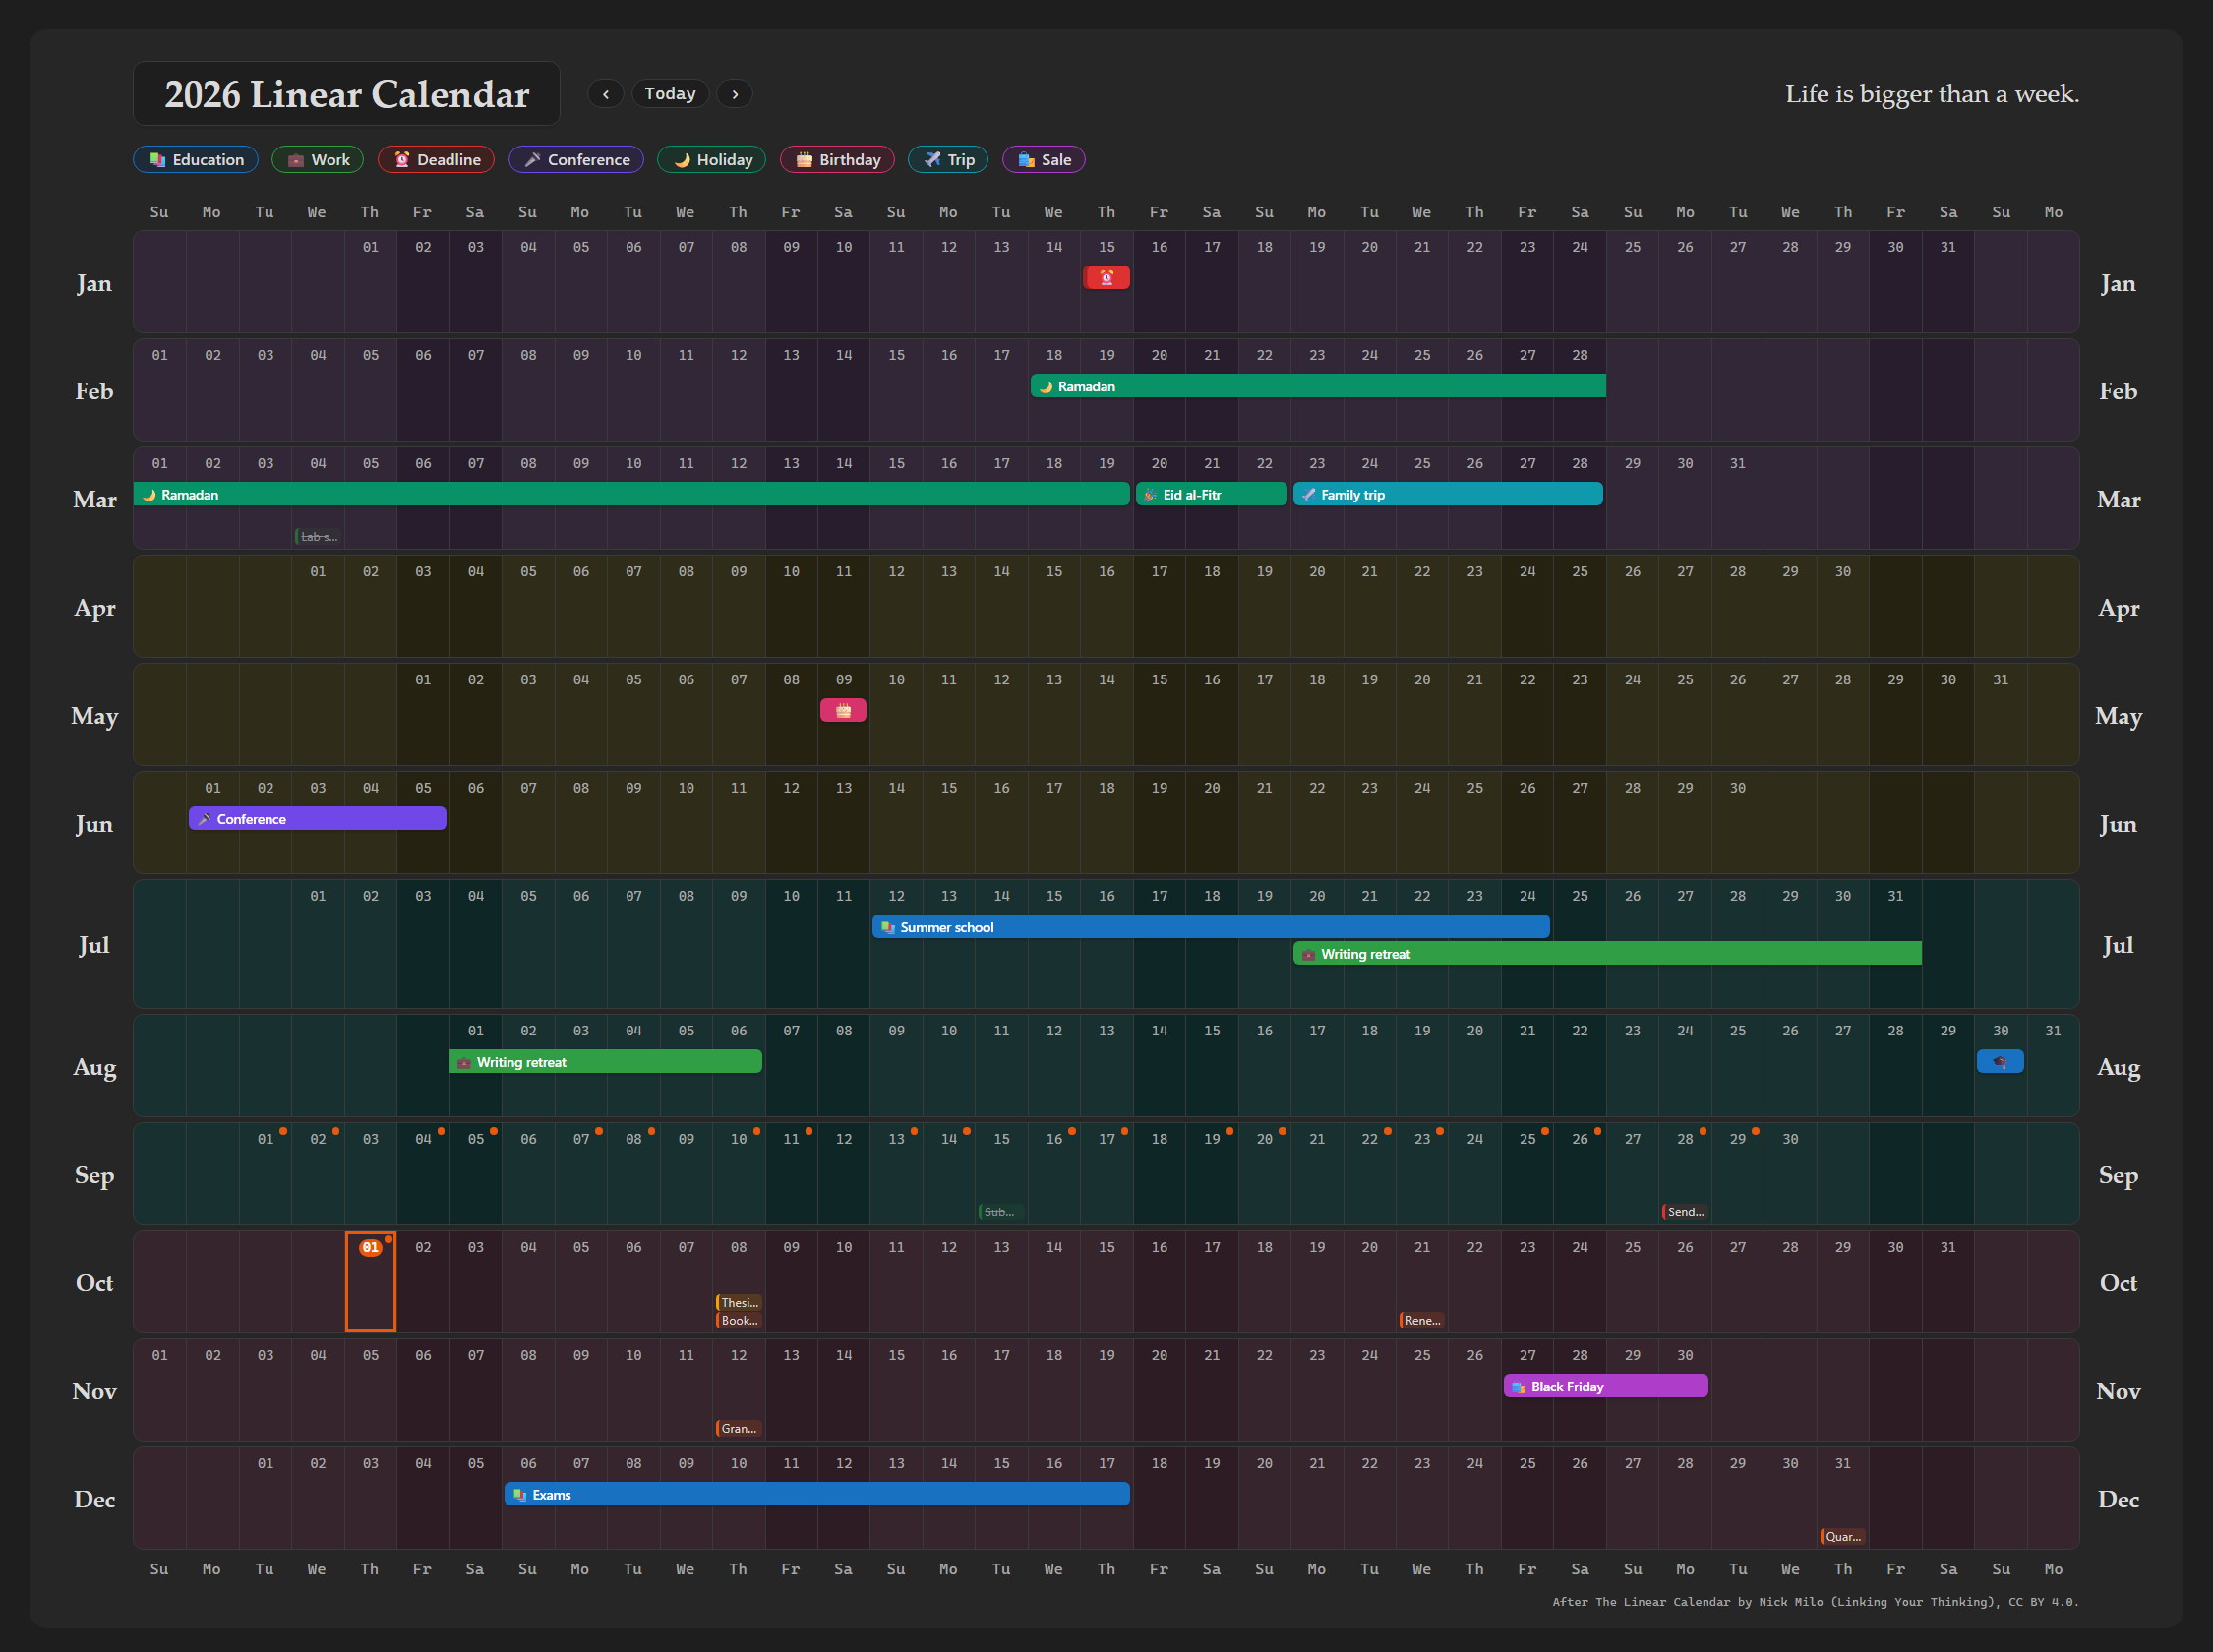 2026 Linear Calendar
‹ Today ›
Life is bigger than a week.
Education Work Deadline Conference Holiday Birthday Trip Sale
Su Mo Tu We Th Fr Sa Su Mo Tu We Th Fr Sa Su Mo Tu We Th Fr Sa Su Mo Tu We Th Fr Sa Su Mo Tu We Th Fr Sa Su Mo
01 02 03 04 05 06 07 08 09 10 11 12 13 14 15 16 17 18 19 20 21 22 23 24 25 26 27 28 29 30 31
Jan Jan
01 02 03 04 05 06 07 08 09 10 11 12 13 14 15 16 17 18 19 20 21 22 23 24 25 26 27 28
Feb Ramadan Feb
01 02 03 04 05 06 07 08 09 10 11 12 13 14 15 16 17 18 19 20 21 22 23 24 25 26 27 28 29 30 31
Mar Ramadan Eid al-Fitr Family trip Mar
Lab s...
01 02 03 04 05 06 07 08 09 10 11 12 13 14 15 16 17 18 19 20 21 22 23 24 25 26 27 28 29 30
Apr Apr
01 02 03 04 05 06 07 08 09 10 11 12 13 14 15 16 17 18 19 20 21 22 23 24 25 26 27 28 29 30 31
May May
01 02 03 04 05 06 07 08 09 10 11 12 13 14 15 16 17 18 19 20 21 22 23 24 25 26 27 28 29 30
Jun Conference Jun
01 02 03 04 05 06 07 08 09 10 11 12 13 14 15 16 17 18 19 20 21 22 23 24 25 26 27 28 29 30 31
Summer school
Jul Writing retreat Jul
01 02 03 04 05 06 07 08 09 10 11 12 13 14 15 16 17 18 19 20 21 22 23 24 25 26 27 28 29 30 31
Aug Writing retreat Aug
01 02 03 04 05 06 07 08 09 10 11 12 13 14 15 16 17 18 19 20 21 22 23 24 25 26 27 28 29 30
Sep Sep
Sub... Send...
01 02 03 04 05 06 07 08 09 10 11 12 13 14 15 16 17 18 19 20 21 22 23 24 25 26 27 28 29 30 31
Oct Oct
Thesi...
Book... Rene...
01 02 03 04 05 06 07 08 09 10 11 12 13 14 15 16 17 18 19 20 21 22 23 24 25 26 27 28 29 30
Nov Black Friday Nov
Gran...
01 02 03 04 05 06 07 08 09 10 11 12 13 14 15 16 17 18 19 20 21 22 23 24 25 26 27 28 29 30 31
Dec Exams Dec
Quar...
Su Mo Tu We Th Fr Sa Su Mo Tu We Th Fr Sa Su Mo Tu We Th Fr Sa Su Mo Tu We Th Fr Sa Su Mo Tu We Th Fr Sa Su Mo
After The Linear Calendar by Nick Milo (Linking Your Thinking), CC BY 4.0.